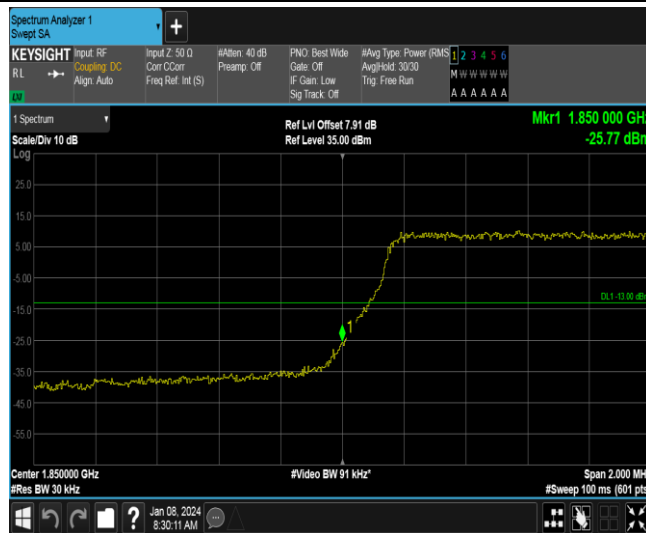 Spectrum Analyzer 1
Swept SA
+
KEYSIGHT
RL
Input: RF
Coupling: DC
Align: Auto
Input Z: 50 Ω
Corr CCorr
Freq Ref: Int (S)
#Atten: 40 dB
Preamp: Off
PNO: Best Wide
Gate: Off
IF Gain: Low
Sig Track: Off
#Avg Type: Power (RMS
Avg|Hold: 30/30
Trig: Free Run
1 2 3 4 5 6
M W W W W W
A A A A A A
1 Spectrum
Scale/Div 10 dB
Ref Lvl Offset 7.91 dB
Ref Level 35.00 dBm
Mkr1 1.850 000 GHz
-25.77 dBm
Log
25.0
15.0
5.00
-5.00
DL1 -13.00 dBm
-15.0
1
-25.0
-35.0
-45.0
-55.0
Center 1.850000 GHz
#Video BW 91 kHz*
Span 2.000 MH
#Res BW 30 kHz
#Sweep 100 ms (601 pts
?
Jan 08, 2024
8:30:11 AM